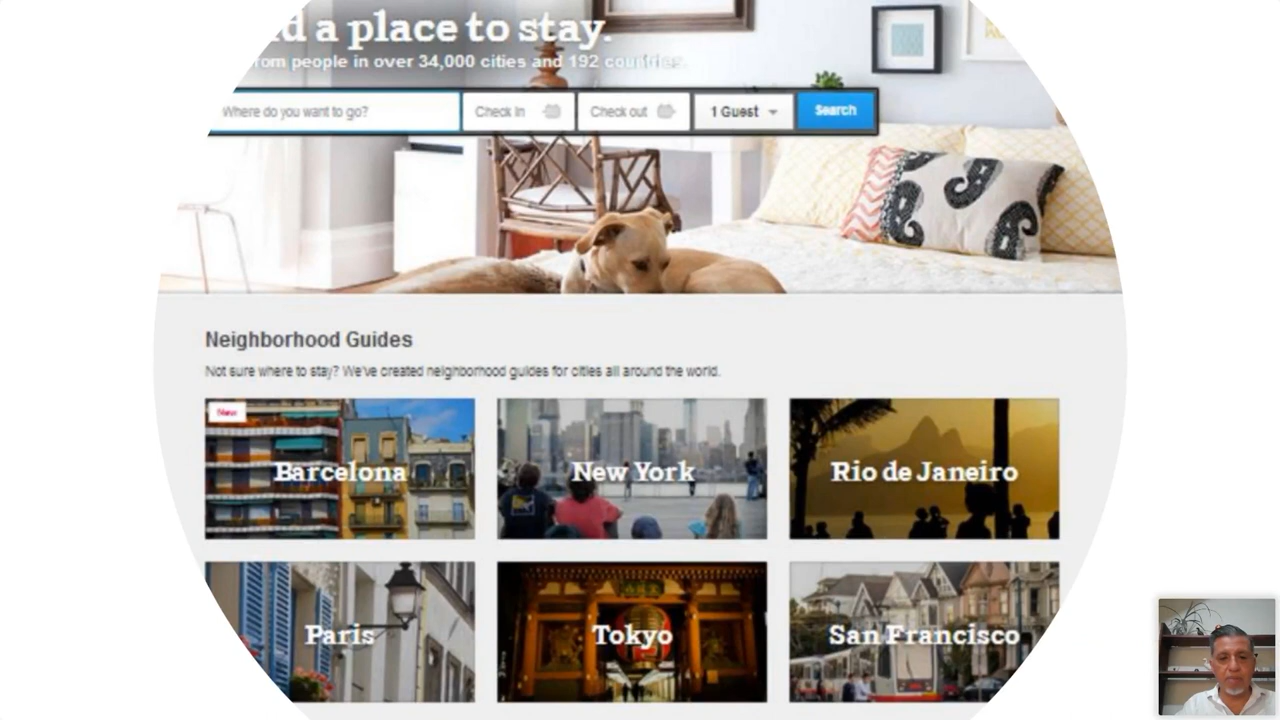 d a place to stay.
from people in over 34,000 cities and 192 countries.
Where do you want to go? Check in Check out 1 Guest Search
Neighborhood Guides
Not sure where to stay? We've created neighborhood guides for cities all around the world.
New
Barcelona New York Rio de Janeiro
Paris Tokyo San Francisco